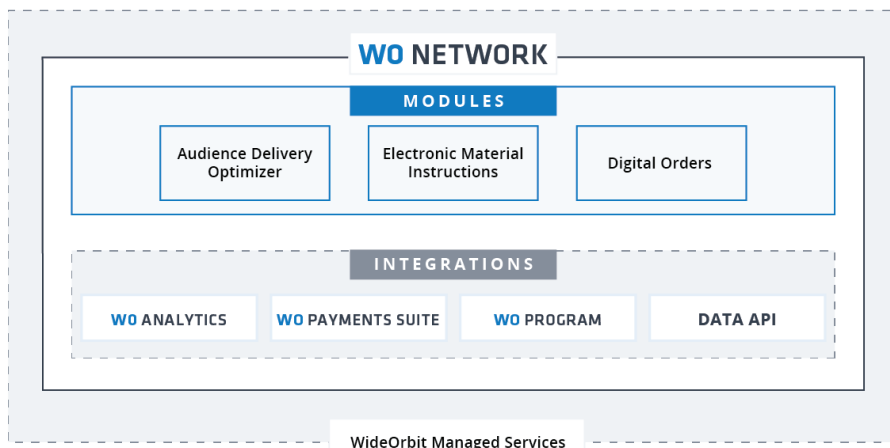 WO NETWORK
MODULES
Audience Delivery
Optimizer
Electronic Material
Instructions
Digital Orders
INTEGRATIONS
WO ANALYTICS
WO PAYMENTS SUITE
WO PROGRAM
DATA API
WideOrbit Managed Services